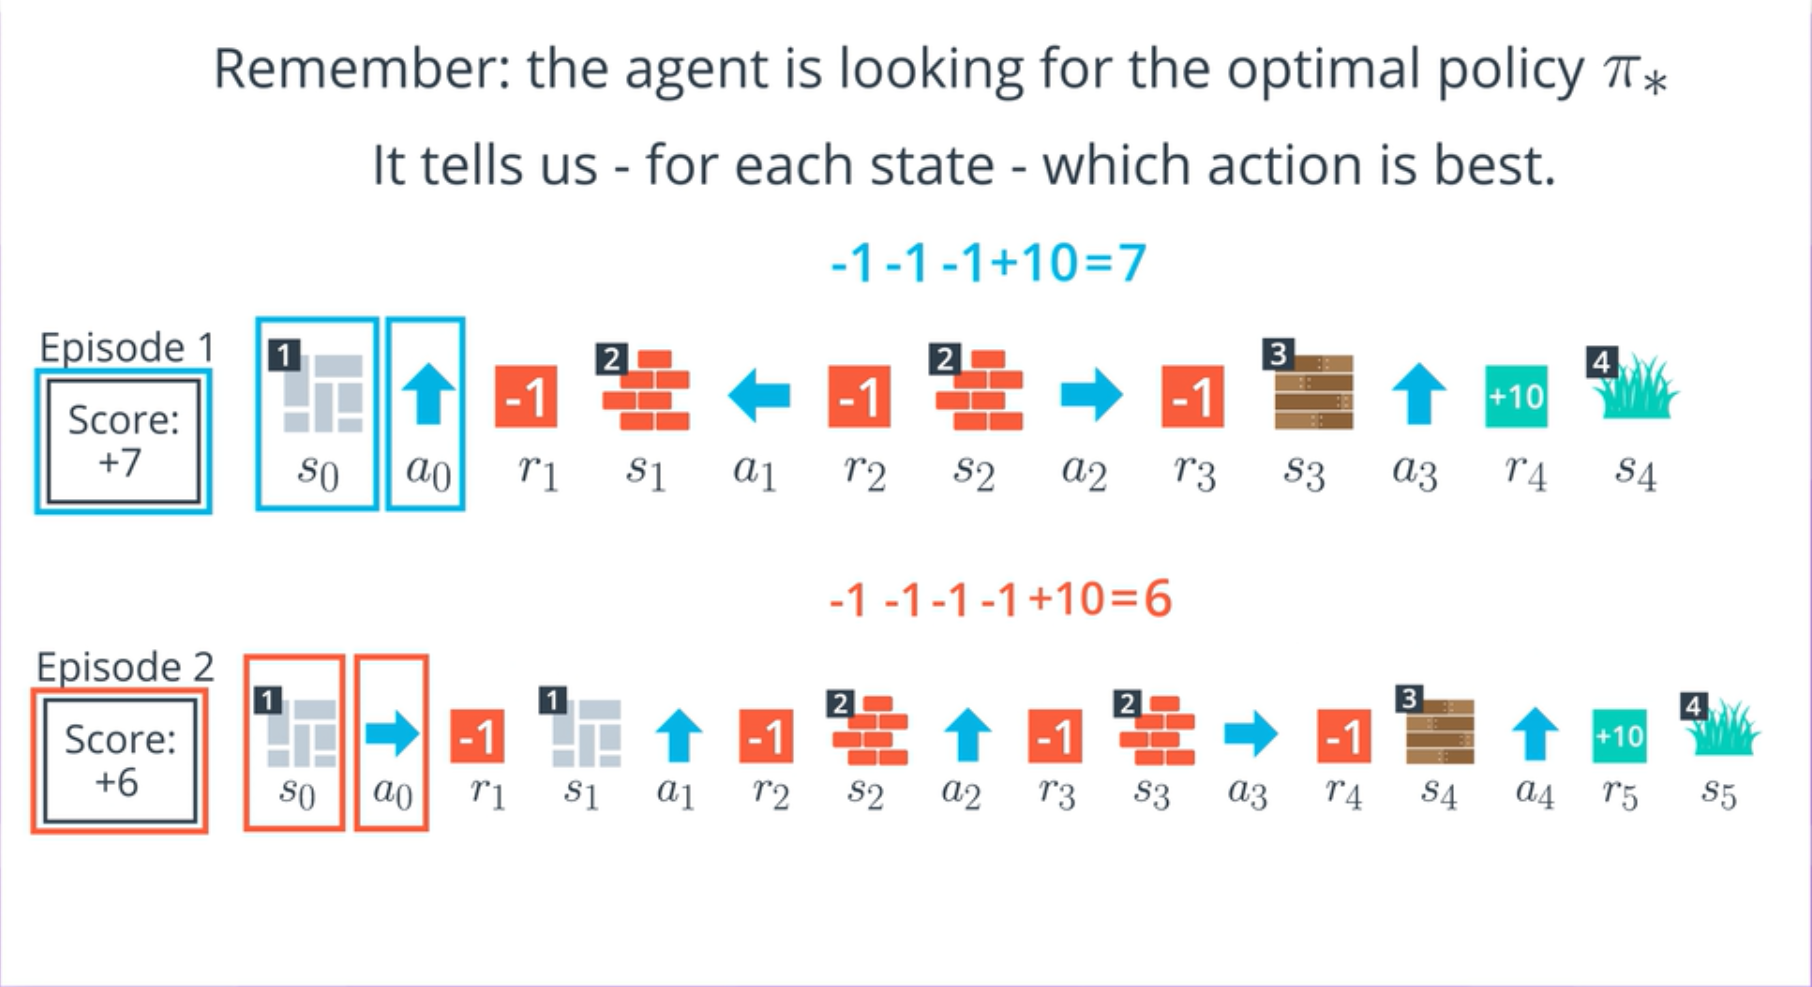 Remember: the agent is looking for the optimal policy π*
It tells us - for each state - which action is best.
-1 -1 -1+10=7
Episode 1
Score:
+7
1 -1 2 -1 2 -1 3 +10 4
s0 a0 r1 s1 a1 r2 s2 a2 r3 s3 a3 r4 s4
-1 -1 -1 -1 +10=6
Episode 2
Score:
+6
1 -1 1 -1 2 -1 2 -1 3 +10 4
s0 a0 r1 s1 a1 r2 s2 a2 r3 s3 a3 r4 s4 a4 r5 s5